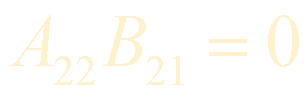 A₂₂B₂₁ = 0